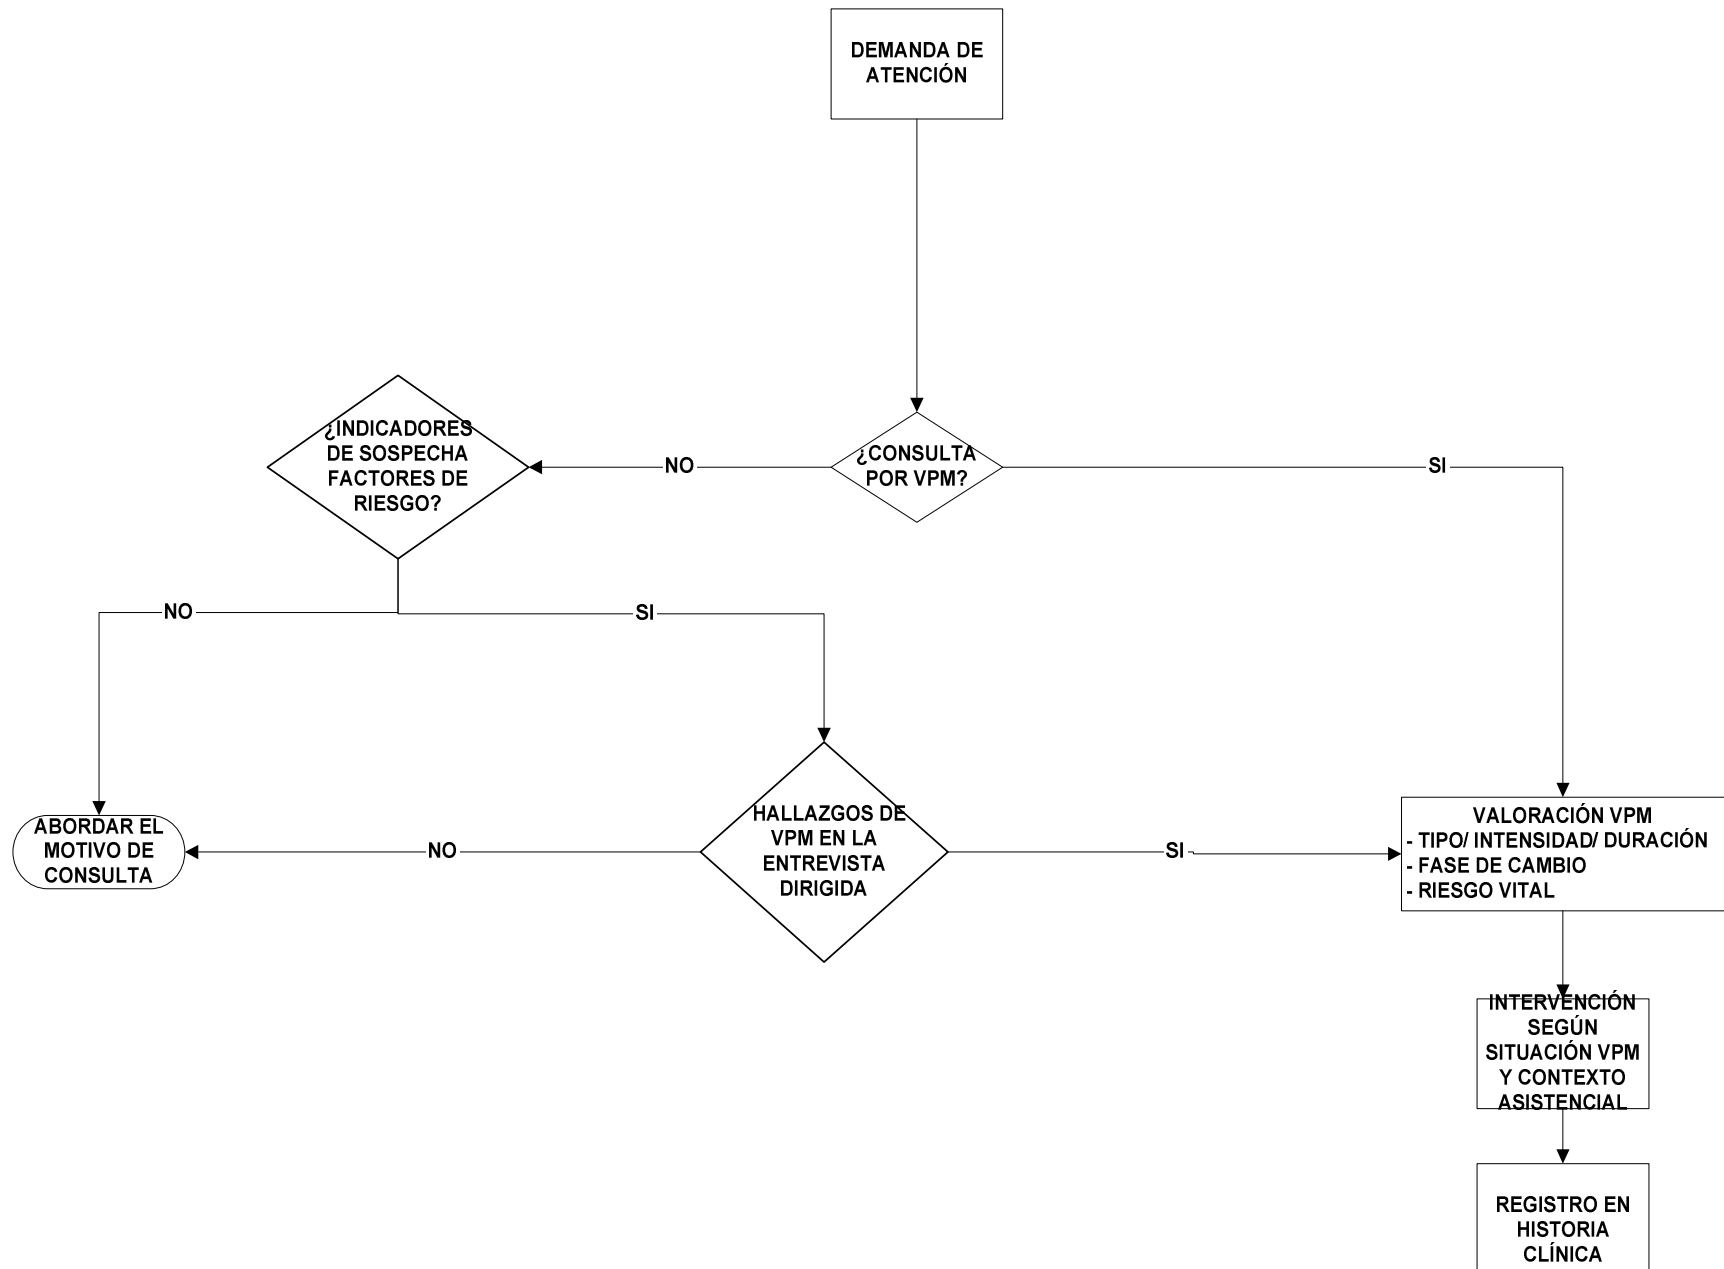 DEMANDA DE
ATENCIÓN
¿INDICADORES
DE SOSPECHA
FACTORES DE
RIESGO?
NO
¿CONSULTA
POR VPM?
SI
NO
SI
ABORDAR EL
MOTIVO DE
CONSULTA
NO
HALLAZGOS DE
VPM EN LA
ENTREVISTA
DIRIGIDA
SI
VALORACIÓN VPM
- TIPO/ INTENSIDAD/ DURACIÓN
- FASE DE CAMBIO
- RIESGO VITAL
INTERVENCIÓN
SEGÚN
SITUACIÓN VPM
Y CONTEXTO
ASISTENCIAL
REGISTRO EN
HISTORIA
CLÍNICA